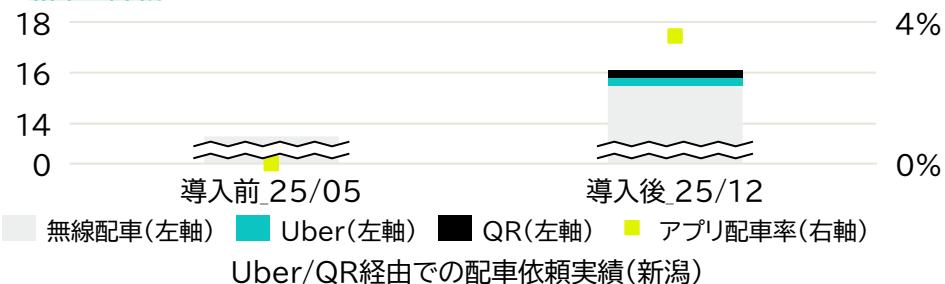 18
4%
16
14
0
0%
導入前_25/05
導入後_25/12
無線配車(左軸)
Uber(左軸)
QR(左軸)
アプリ配車率(右軸)
Uber/QR経由での配車依頼実績(新潟)